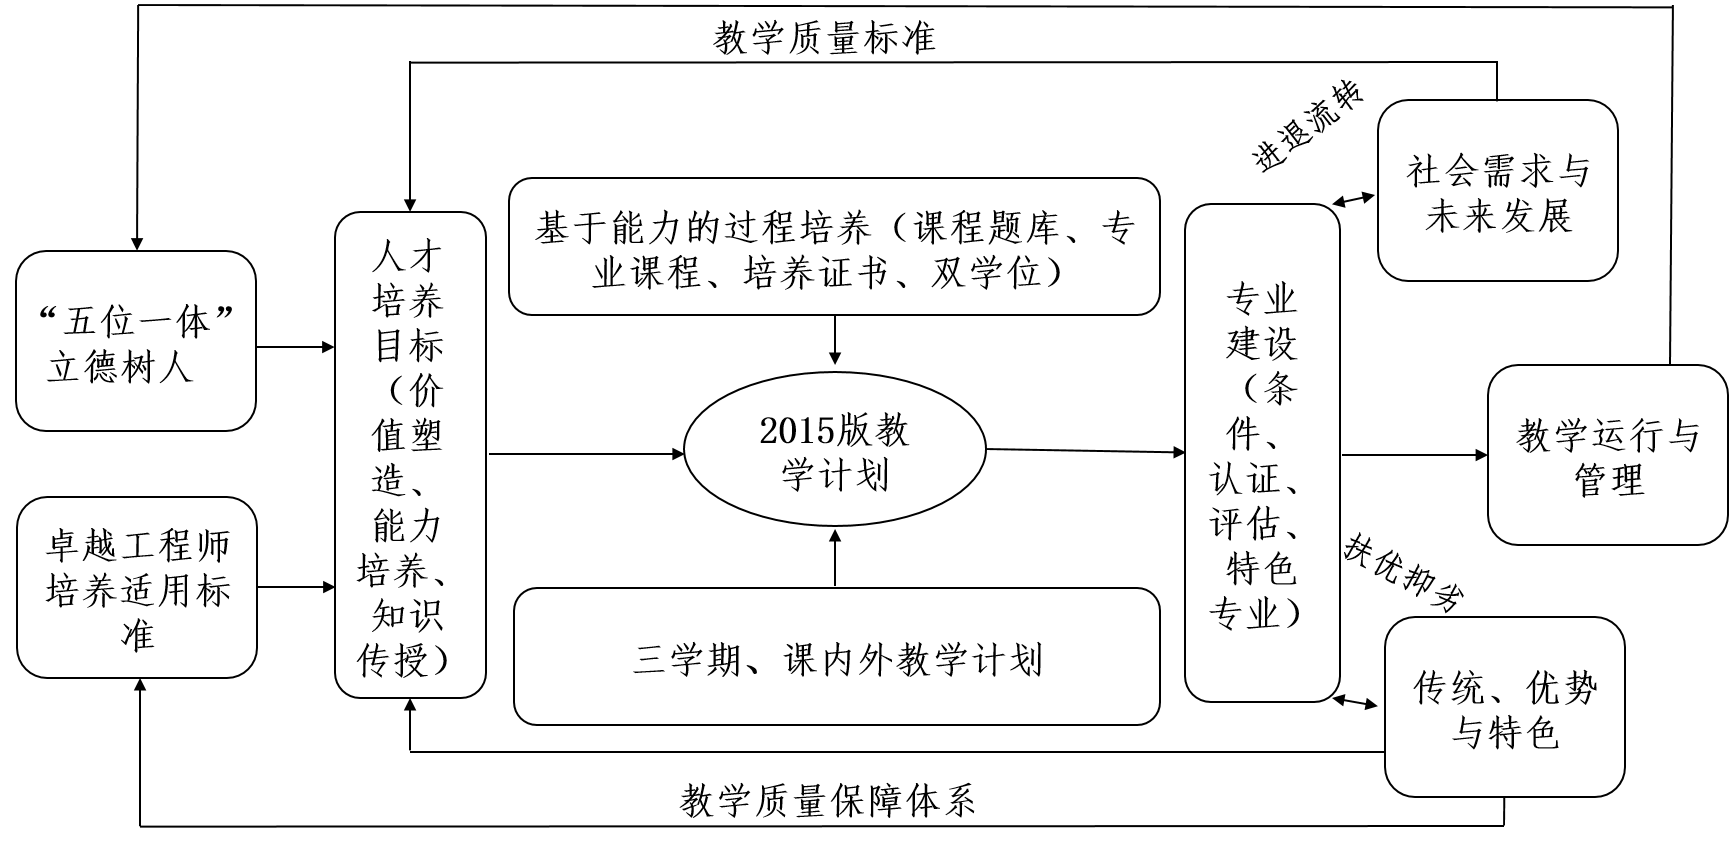 教学质量标准
进退流转
社会需求与
未来发展
基于能力的过程培养（课程题库、专
业课程、培养证书、双学位）
“五位一体”
立德树人
人才
培养
目标
（价
值塑
造、
能力
培养、
知识
传授）
2015版教
学计划
专业
建设
（条
件、
认证、
评估、
特色
专业）
教学运行与
管理
卓越工程师
培养适用标
准
三学期、课内外教学计划
扶优抑劣
传统、优势
与特色
教学质量保障体系